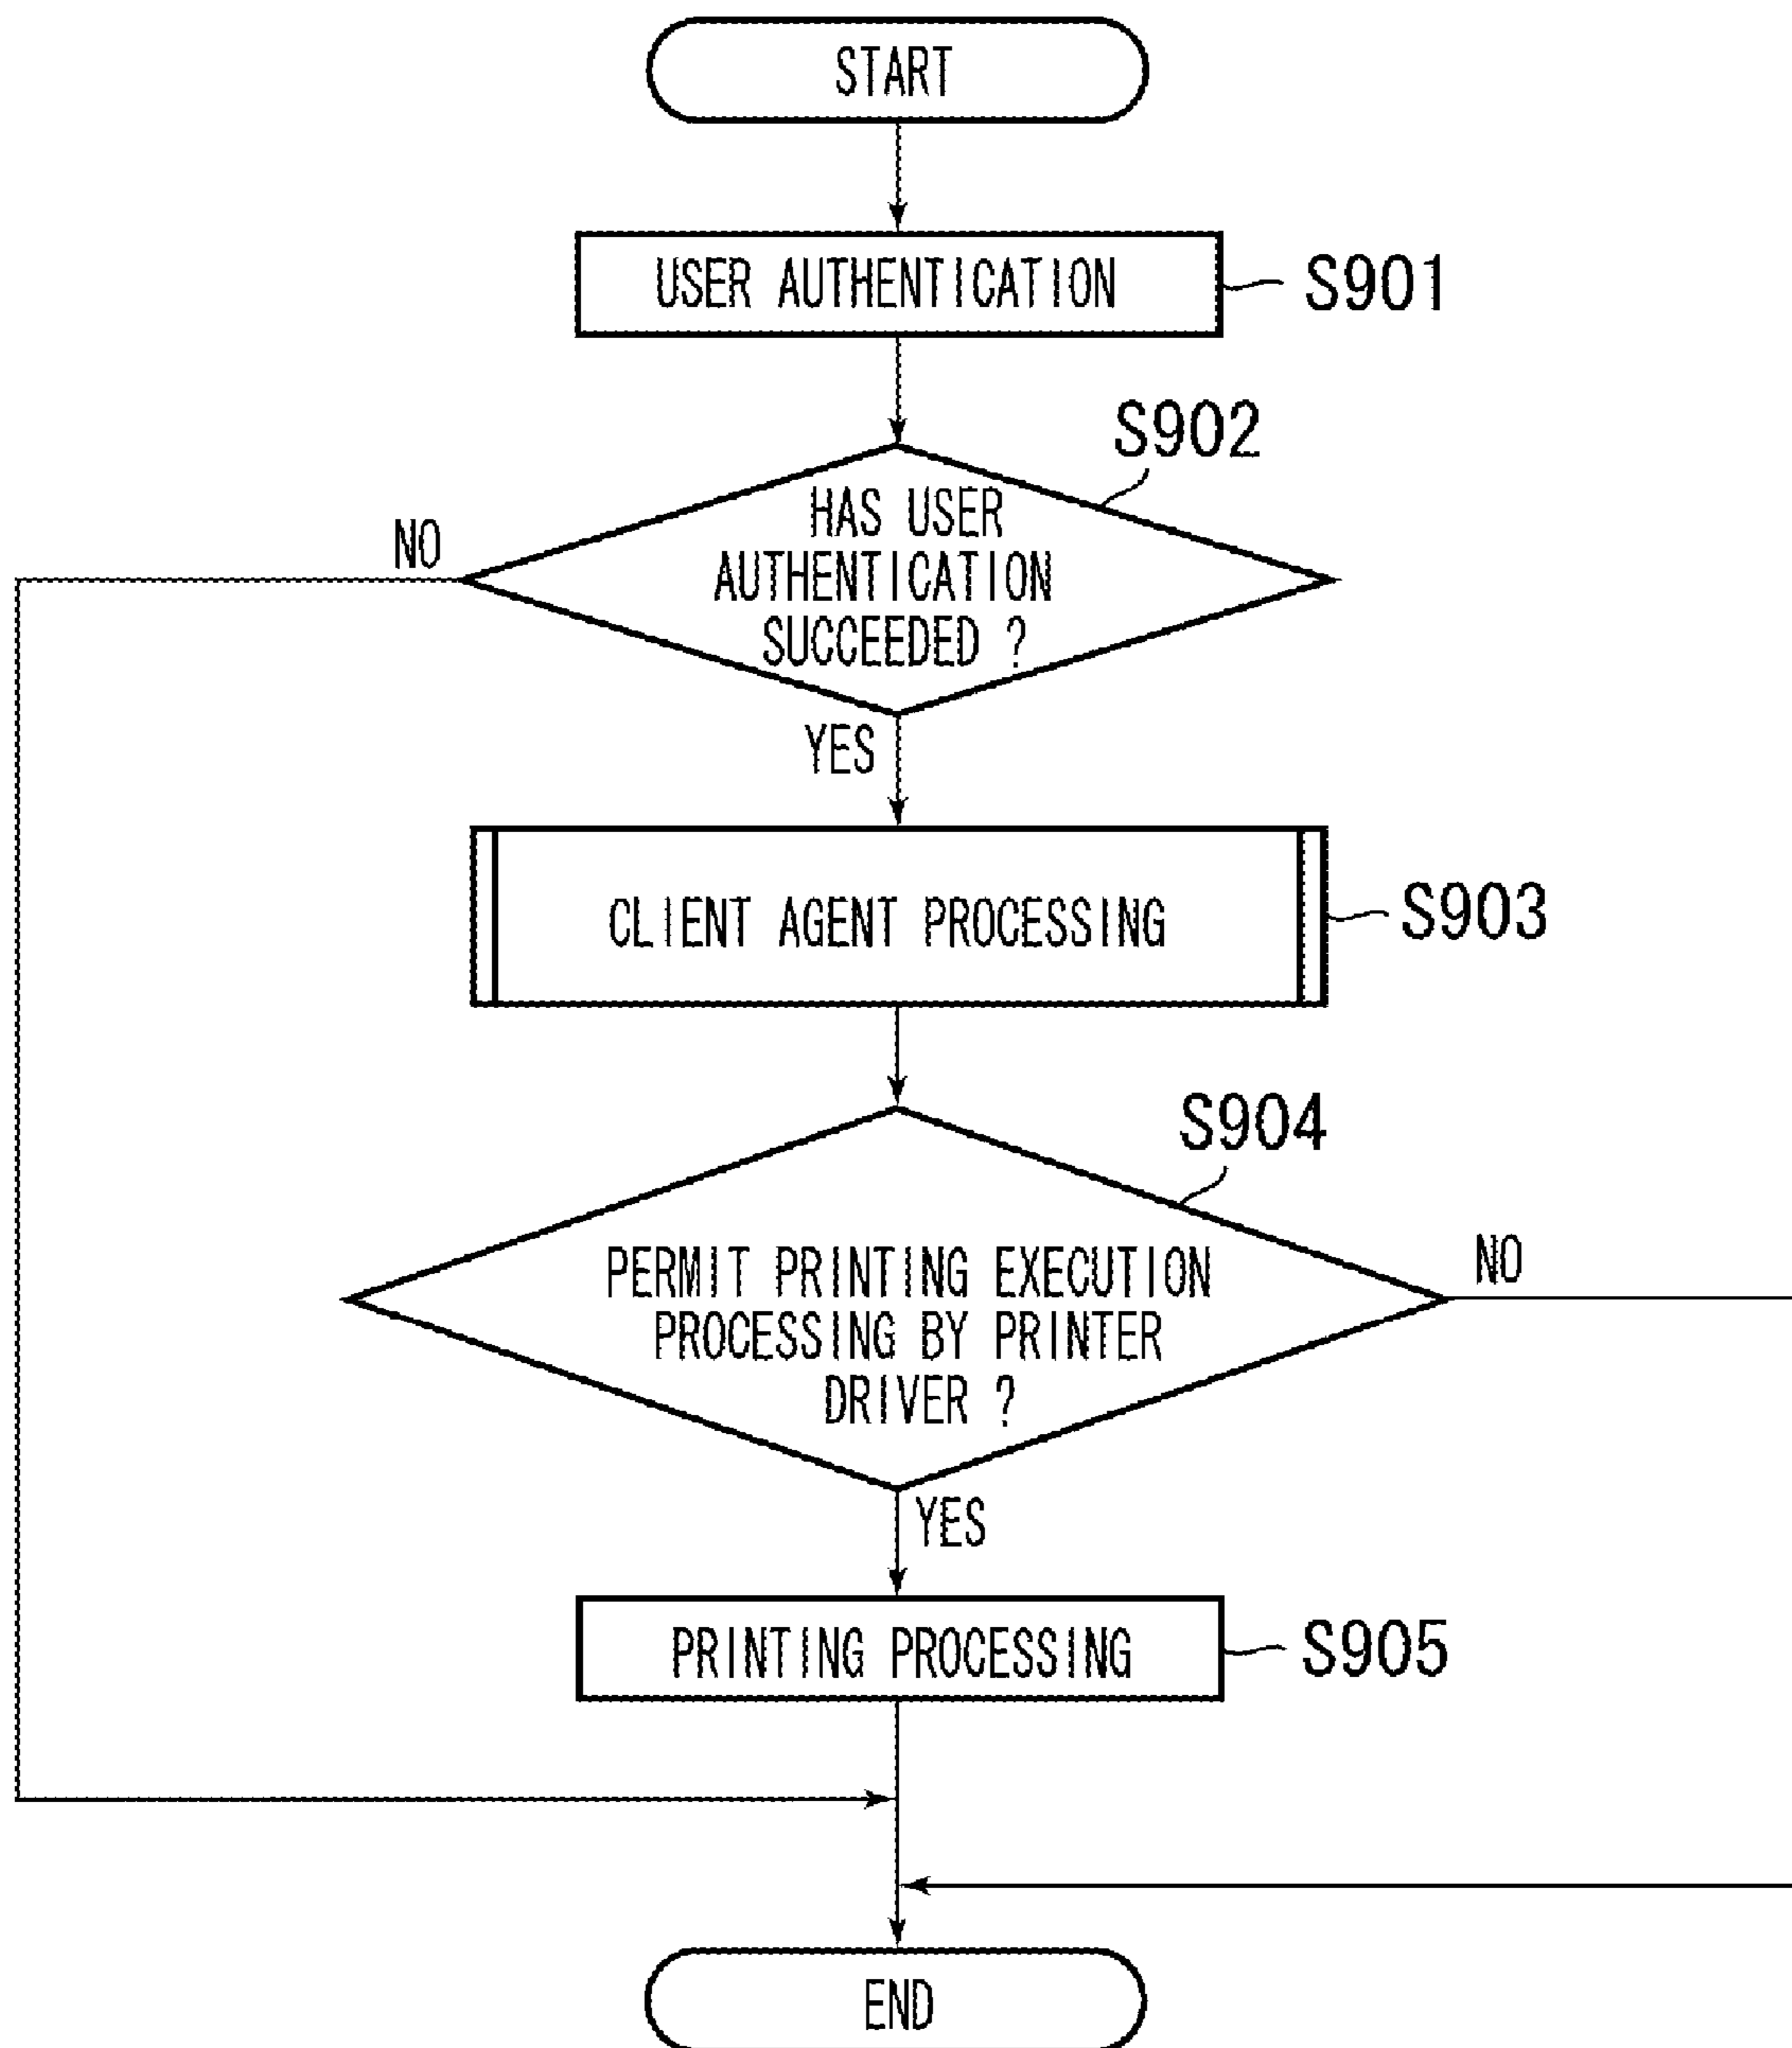 START
USER AUTHENTICATION
S901
S902
HAS USER
AUTHENTICATION
SUCCEEDED ?
NO
YES
CLIENT AGENT PROCESSING
S903
S904
PERMIT PRINTING EXECUTION
PROCESSING BY PRINTER
DRIVER ?
NO
YES
PRINTING PROCESSING
S905
END